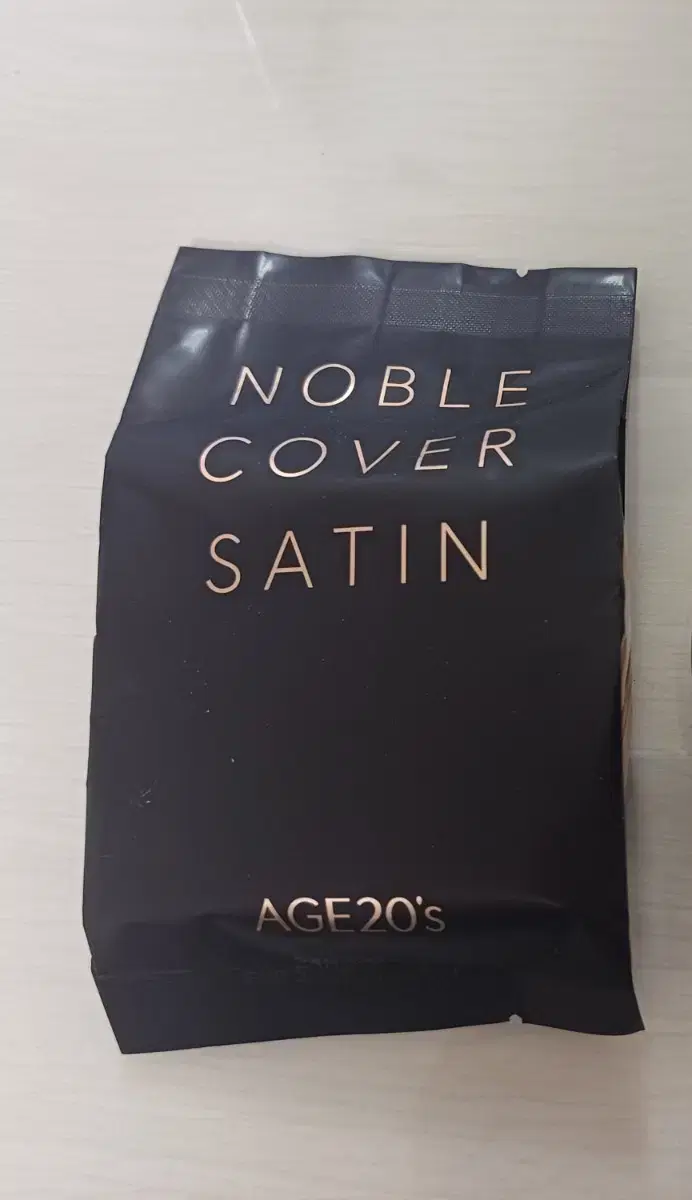 NOBLE
COVER
SATIN
AGE20's